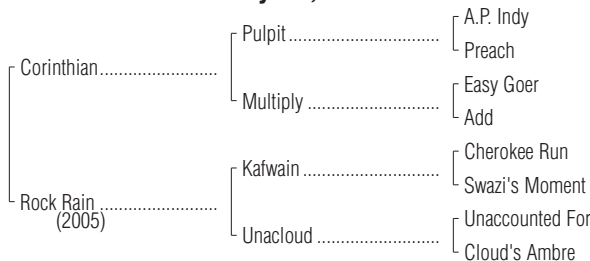 Pulpit
A.P. Indy
Preach
Corinthian
Multiply
Easy Goer
Add
Rock Rain
(2005)
Kafwain
Cherokee Run
Swazi's Moment
Unacloud
Unaccounted For
Cloud's Ambre